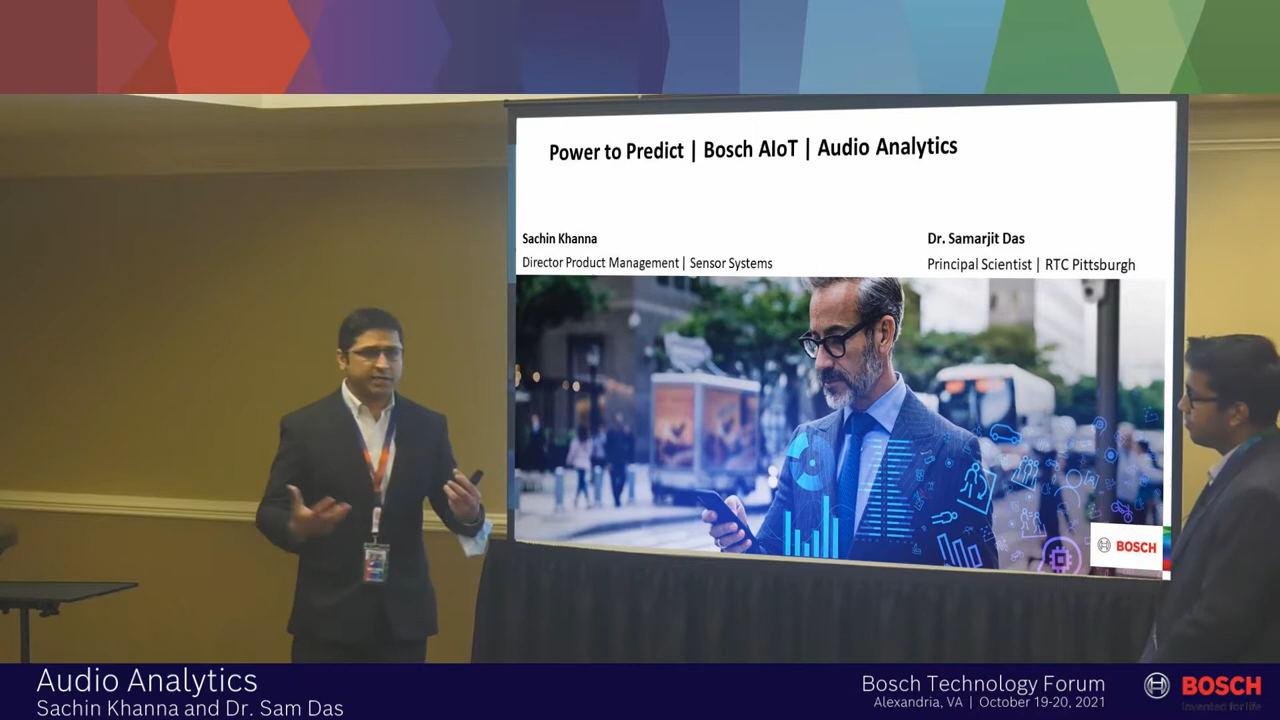 Power to Predict | Bosch AIoT | Audio Analytics
Sachin Khanna
Director Product Management | Sensor Systems
Dr. Samarjit Das
Principal Scientist | RTC Pittsburgh
BOSCH
Audio Analytics
Sachin Khanna and Dr. Sam Das
Bosch Technology Forum
Alexandria, VA | October 19-20, 2021
BOSCH
Invented for life